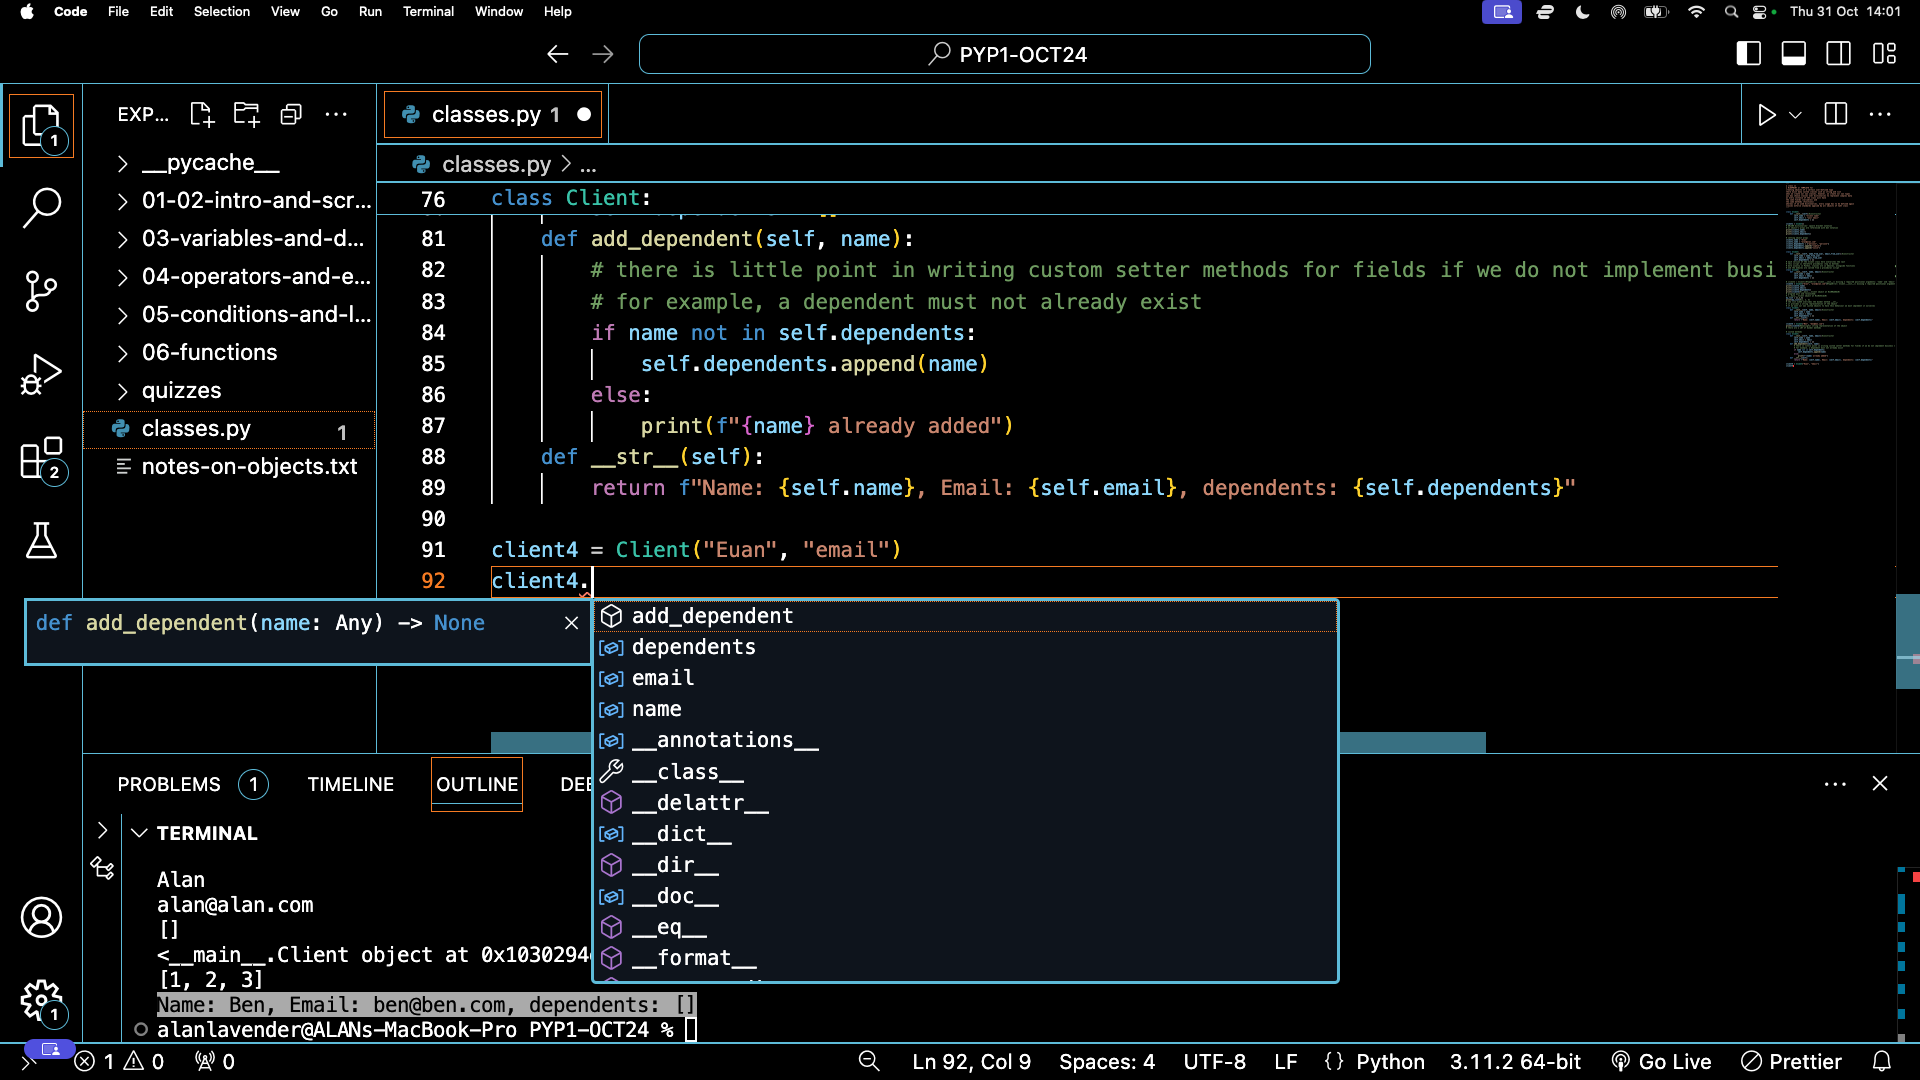 Code File Edit Selection View Go Run Terminal Window Help Thu 31 Oct 14:01
PYP1-OCT24
EXP...
classes.py 1
classes.py > ...
__pycache__
01-02-intro-and-scr...
03-variables-and-d...
04-operators-and-e...
05-conditions-and-l...
06-functions
quizzes
classes.py 1
notes-on-objects.txt
1
2
1
76 class Client:
81 def add_dependent(self, name):
82 # there is little point in writing custom setter methods for fields if we do not implement busi
83 # for example, a dependent must not already exist
84 if name not in self.dependents:
85 self.dependents.append(name)
86 else:
87 print(f"{name} already added")
88 def __str__(self):
89 return f"Name: {self.name}, Email: {self.email}, dependents: {self.dependents}"
90
91 client4 = Client("Euan", "email")
92 client4.
def add_dependent(name: Any) -> None
add_dependent
dependents
email
name
__annotations__
__class__
__delattr__
__dict__
__dir__
__doc__
__eq__
__format__
PROBLEMS 1 TIMELINE OUTLINE DE
TERMINAL
Alan
alan@alan.com
[]
<__main__.Client object at 0x1030294
[1, 2, 3]
Name: Ben, Email: ben@ben.com, dependents: []
alanlavender@ALANs-MacBook-Pro PYP1-OCT24 %
1 0 0 Ln 92, Col 9 Spaces: 4 UTF-8 LF {} Python 3.11.2 64-bit Go Live Prettier